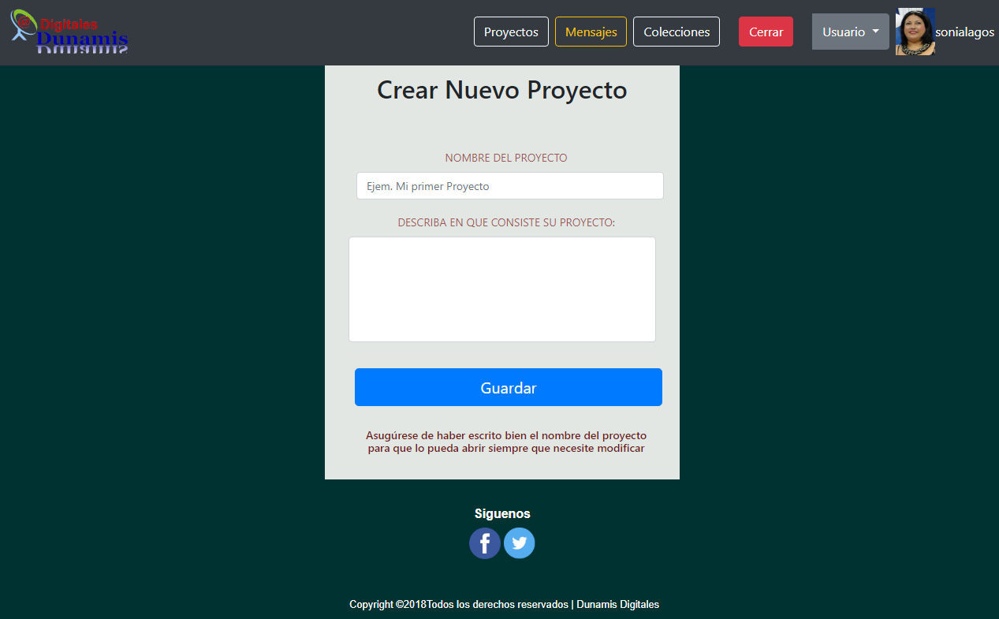 @ Digitales
Dunamis
Proyectos
Mensajes
Colecciones
Cerrar
Usuario
sonialagos
Crear Nuevo Proyecto
NOMBRE DEL PROYECTO
Ejem. Mi primer Proyecto
DESCRIBA EN QUE CONSISTE SU PROYECTO:
Guardar
Asugúrese de haber escrito bien el nombre del proyecto
para que lo pueda abrir siempre que necesite modificar
Siguenos
Copyright ©2018Todos los derechos reservados | Dunamis Digitales